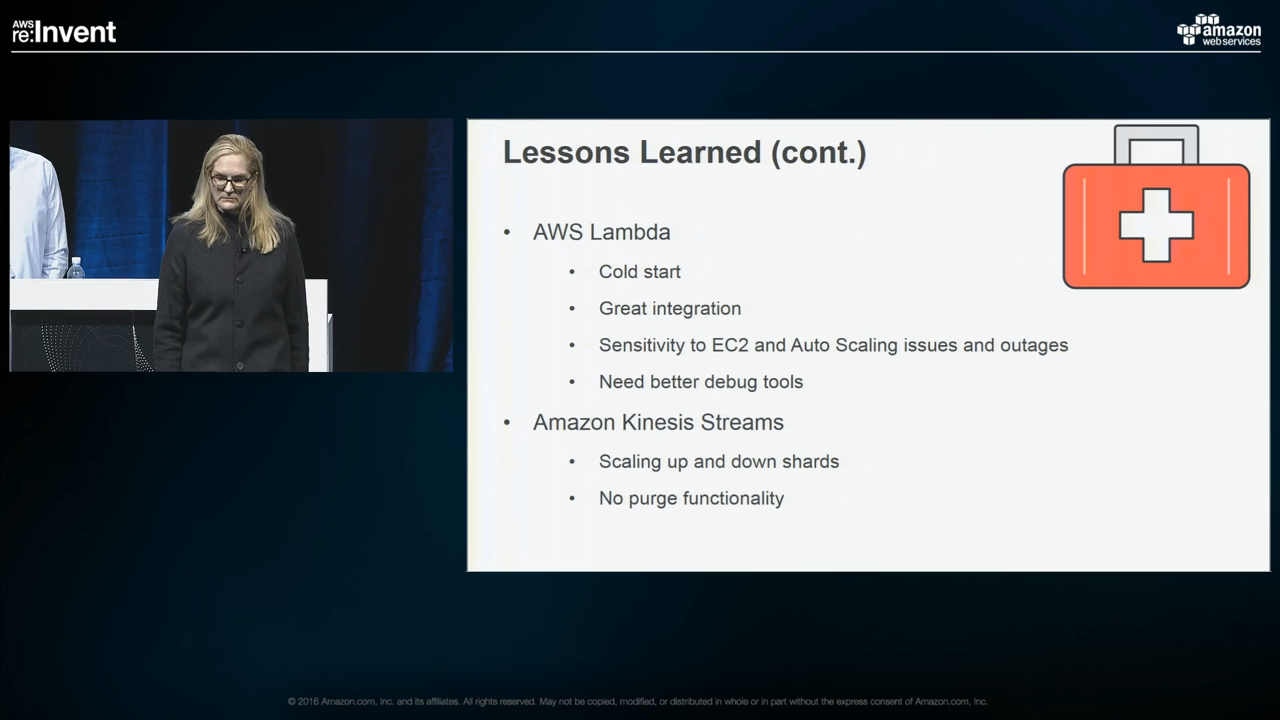 AWS
re:Invent
amazon
web services
Lessons Learned (cont.)
• AWS Lambda
• Cold start
• Great integration
• Sensitivity to EC2 and Auto Scaling issues and outages
• Need better debug tools
• Amazon Kinesis Streams
• Scaling up and down shards
• No purge functionality
© 2016 Amazon.com, Inc. and its affiliates. All rights reserved. May not be copied, modified, or distributed in whole or in part without the express consent of Amazon.com, Inc.